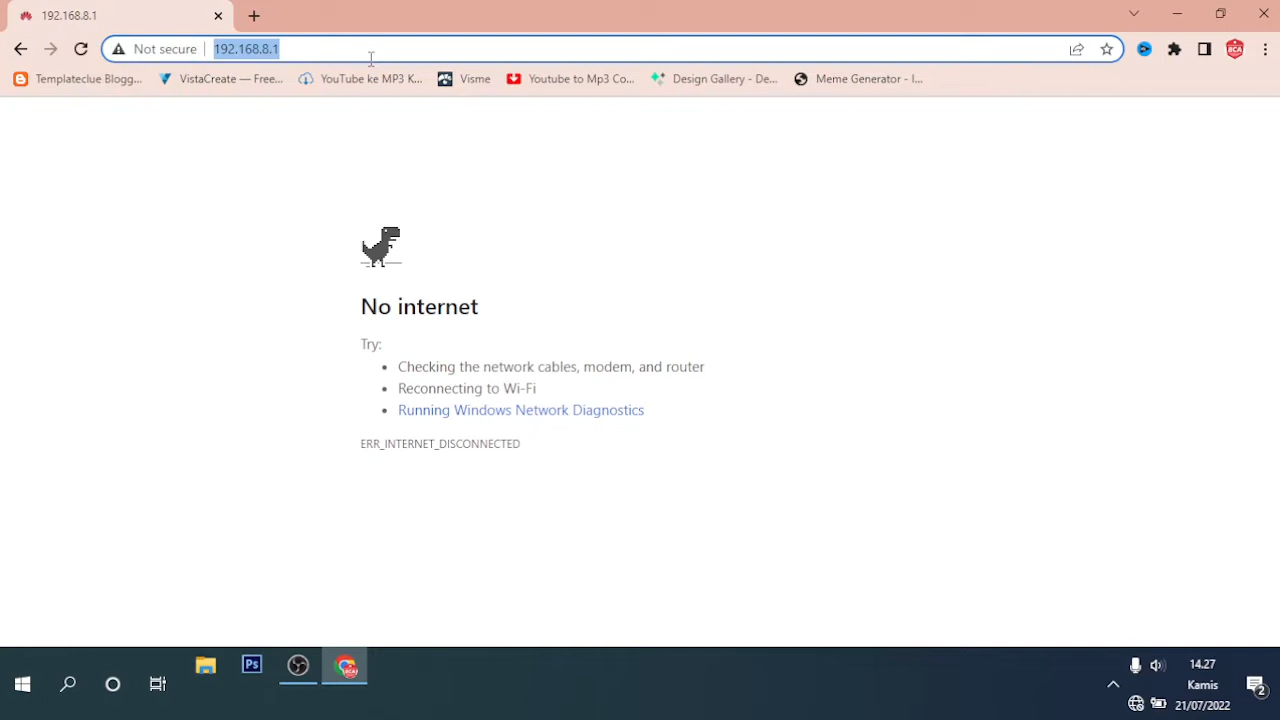 192.168.8.1
Not secure 192.168.8.1
Templateclue Blogg... VistaCreate — Free... YouTube ke MP3 K... Visme Youtube to Mp3 Co... Design Gallery - De... Meme Generator - I...
No internet
Try:
Checking the network cables, modem, and router
Reconnecting to Wi-Fi
Running Windows Network Diagnostics
ERR_INTERNET_DISCONNECTED
Ps
14.27
Kamis
21/07/2022
2